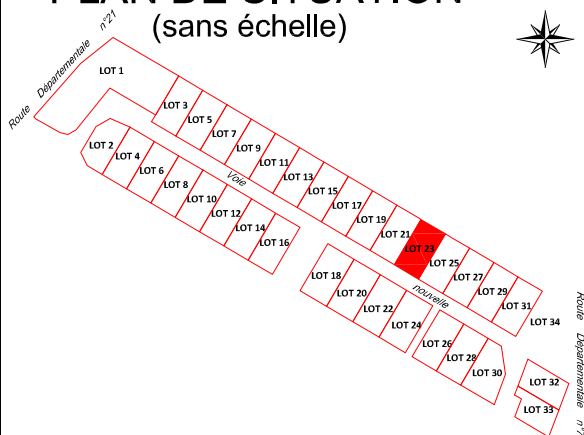 (sans échelle)
Route Départementale n°21
LOT 1
LOT 3
LOT 5
LOT 7
LOT 9
LOT 11
LOT 13
LOT 15
LOT 17
LOT 19
LOT 21
LOT 23
LOT 25
LOT 27
LOT 29
LOT 31
LOT 34
Voie nouvelle
LOT 2
LOT 4
LOT 6
LOT 8
LOT 10
LOT 12
LOT 14
LOT 16
LOT 18
LOT 20
LOT 22
LOT 24
LOT 26
LOT 28
LOT 30
LOT 32
LOT 33
Route Départementale